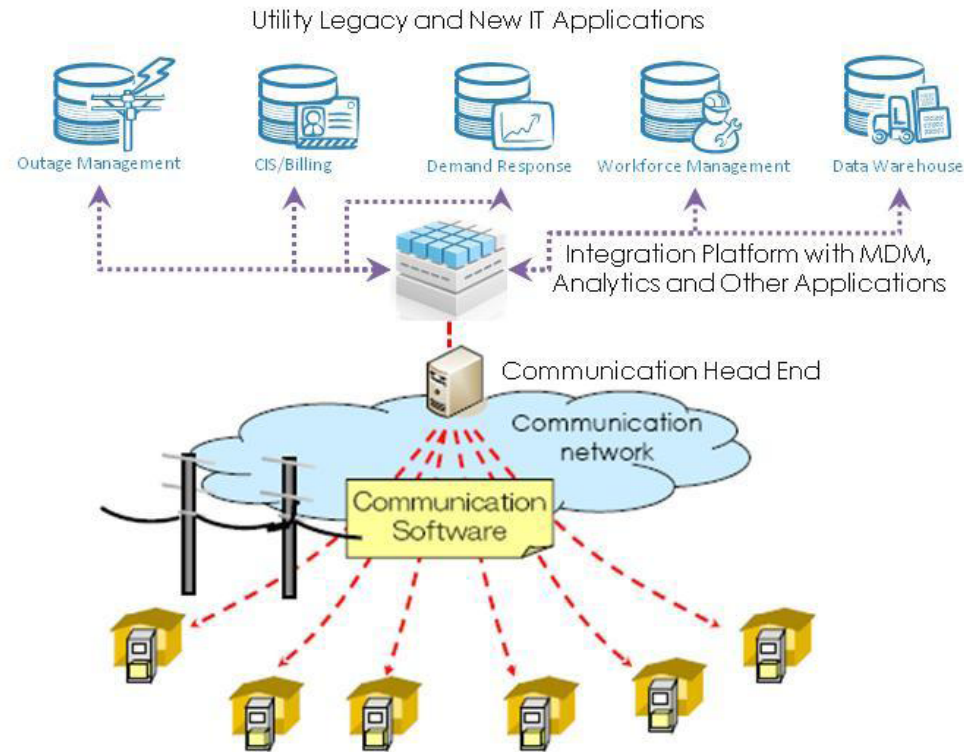 Utility Legacy and New IT Applications
Outage Management
CIS/Billing
Demand Response
Workforce Management
Data Warehouse
Integration Platform with MDM,
Analytics and Other Applications
Communication Head End
Communication
network
Communication
Software